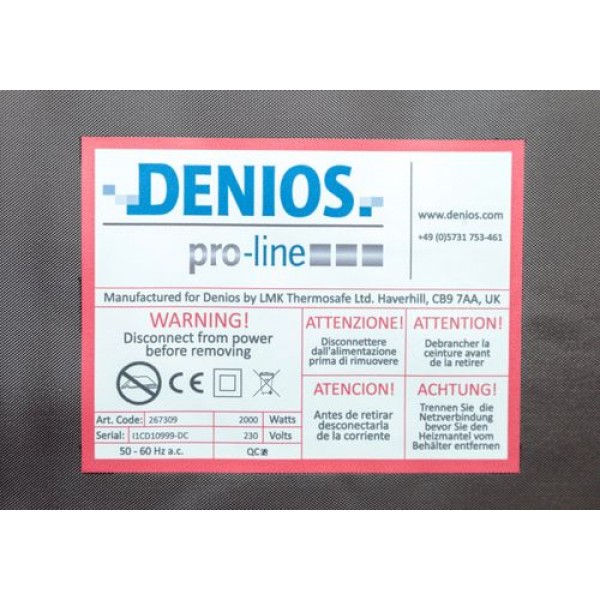 DENIOS.
pro-line
www.denios.com
+49 (0)5731 753-461
Manufactured for Denios by LMK Thermosafe Ltd. Haverhill, CB9 7AA, UK
WARNING!
Disconnect from power
before removing
CE
Art. Code: 267309 2000 Watts
Serial: I1CD10999-DC 230 Volts
50 - 60 Hz a.c. QC
ATTENZIONE!
Disconnettere
dall'alimentazione
prima di rimuovere
ATTENTION!
Debrancher la
ceinture avant
de la retirer
ATENCION!
Antes de retirar
desconectarla
de la corriente
ACHTUNG!
Trennen Sie die
Netzverbindung
bevor Sie den
Heizmantel vom
Behälter entfernen